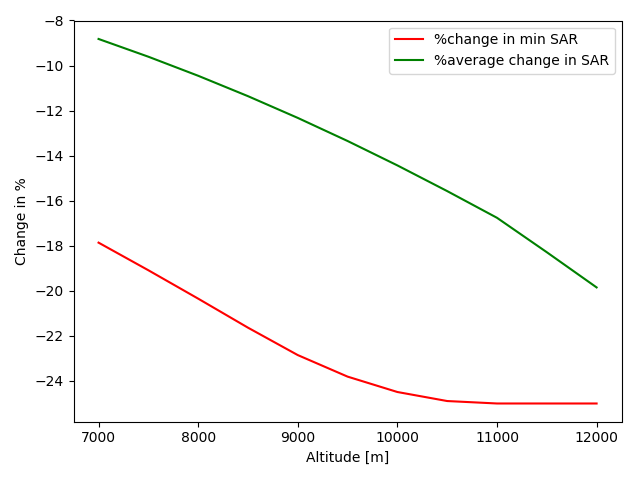 %change in min SAR
%average change in SAR
−8
−10
−12
−14
−16
−18
−20
−22
−24
Change in %
7000 8000 9000 10000 11000 12000
Altitude [m]